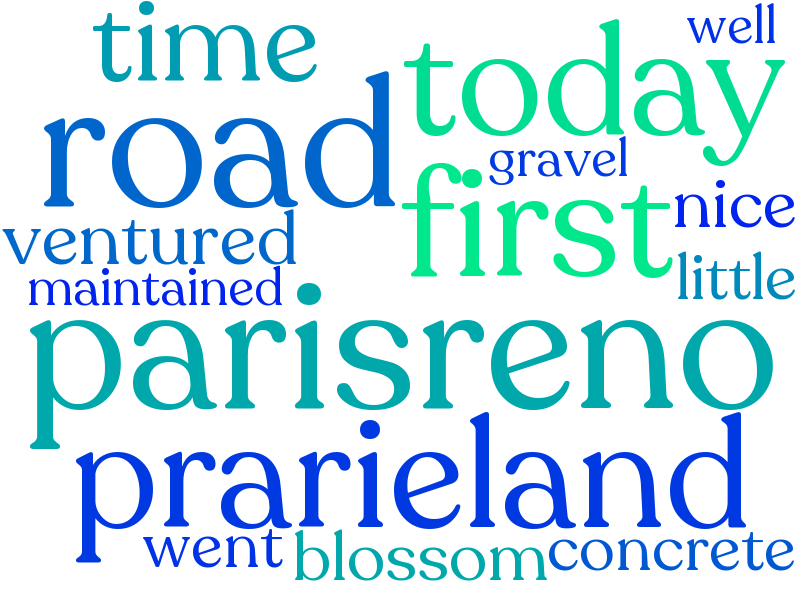 time
well
today
road
gravel
first
nice
ventured
little
maintained
parisreno
prarieland
went
blossom
concrete